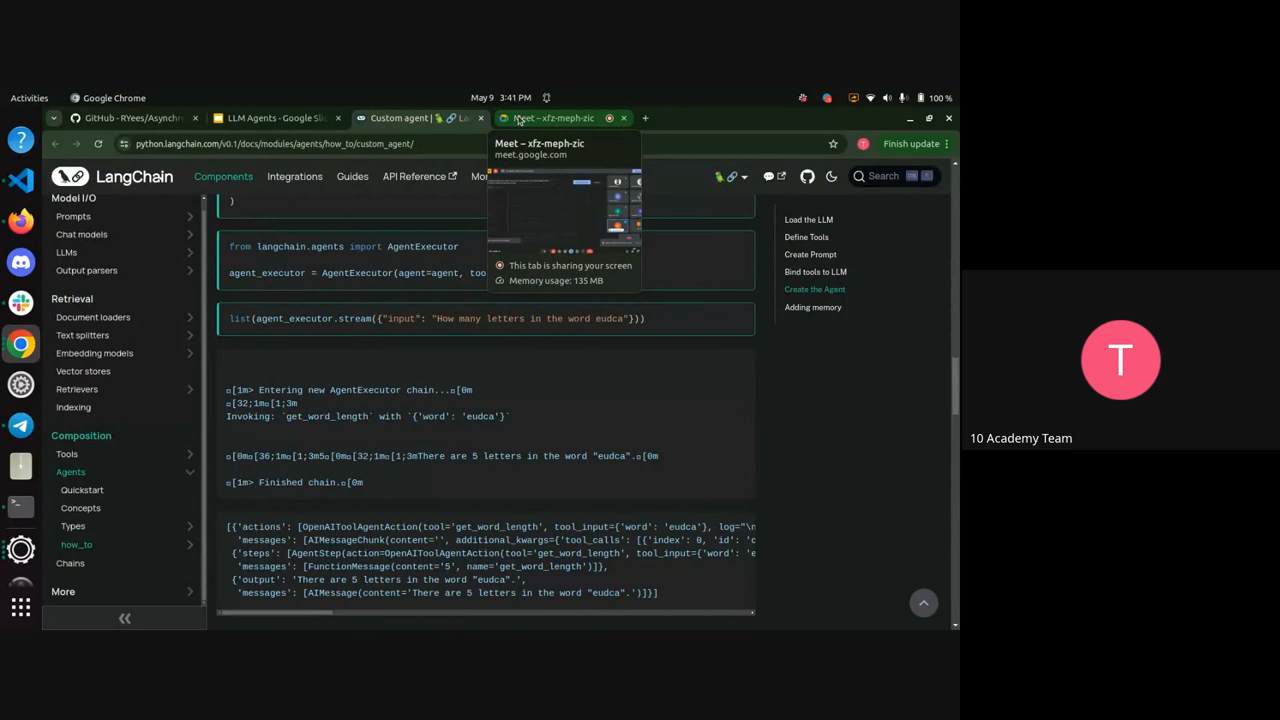 Activities
Google Chrome
May 9 3:41 PM
100 %
GitHub - RYees/Asynchr
LLM Agents - Google Slid
Custom agent | 🦜🔗 La
Meet – xfz-meph-zic
python.langchain.com/v0.1/docs/modules/agents/how_to/custom_agent/
Finish update
T
LangChain
Components
Integrations
Guides
API Reference
Mo
Search
Meet – xfz-meph-zic
meet.google.com
This tab is sharing your screen
Memory usage: 135 MB
Model I/O
Prompts
Chat models
LLMs
Output parsers
Retrieval
Document loaders
Text splitters
Embedding models
Vector stores
Retrievers
Indexing
Composition
Tools
Agents
Quickstart
Concepts
Types
how_to
Chains
More
)
from langchain.agents import AgentExecutor
agent_executor = AgentExecutor(agent=agent, too
list(agent_executor.stream({"input": "How many letters in the word eudca"}))
[1m> Entering new AgentExecutor chain...[0m
[32;1m[1;3m
Invoking: `get_word_length` with `{'word': 'eudca'}`
[0m[36;1m[1;3m5[0m[32;1m[1;3mThere are 5 letters in the word "eudca".[0m
[1m> Finished chain.[0m
[{'actions': [OpenAIToolAgentAction(tool='get_word_length', tool_input={'word': 'eudca'}, log="\n
'messages': [AIMessageChunk(content='', additional_kwargs={'tool_calls': [{'index': 0, 'id': 'c
{'steps': [AgentStep(action=OpenAIToolAgentAction(tool='get_word_length', tool_input={'word': 'e
'messages': [FunctionMessage(content='5', name='get_word_length')]},
{'output': 'There are 5 letters in the word "eudca".',
'messages': [AIMessage(content='There are 5 letters in the word "eudca".')]}]
Load the LLM
Define Tools
Create Prompt
Bind tools to LLM
Create the Agent
Adding memory
T
10 Academy Team